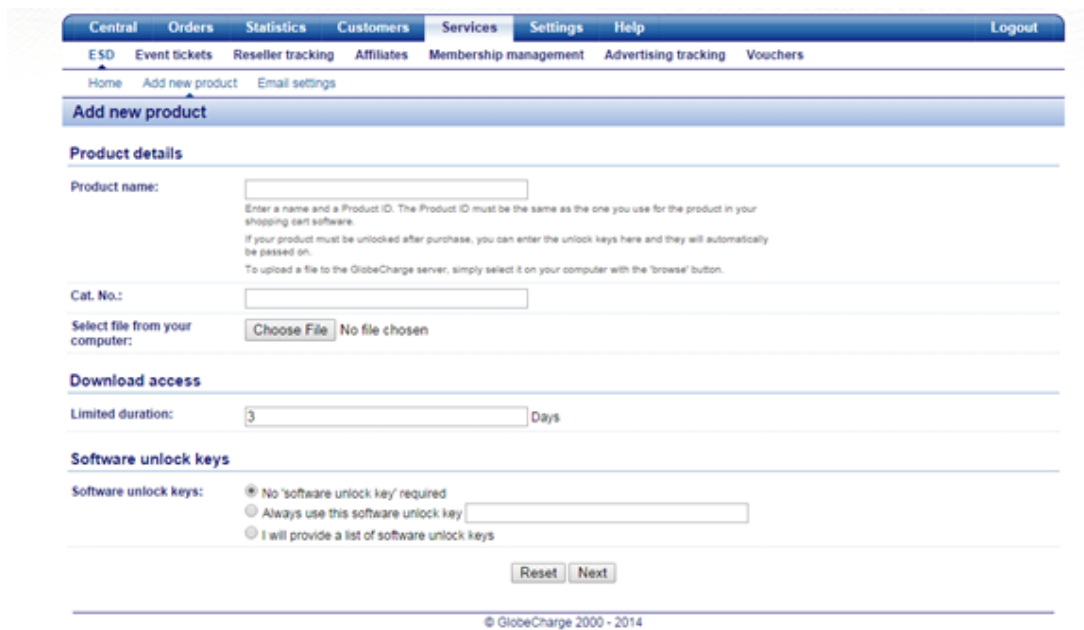 Central Orders Statistics Customers Services Settings Help Logout
ESD Event tickets Reseller tracking Affiliates Membership management Advertising tracking Vouchers
Home Add new product Email settings
Add new product
Product details
Product name:
Enter a name and a Product ID. The Product ID must be the same as the one you use for the product in your
shopping cart software.
If your product must be unlocked after purchase, you can enter the unlock keys here and they will automatically
be passed on.
To upload a file to the GlobeCharge server, simply select it on your computer with the 'browse' button.
Cat. No.:
Select file from your
computer:
Choose File No file chosen
Download access
Limited duration: 3 Days
Software unlock keys
Software unlock keys: No 'software unlock key' required
Always use this software unlock key
I will provide a list of software unlock keys
Reset Next
© GlobeCharge 2000 - 2014